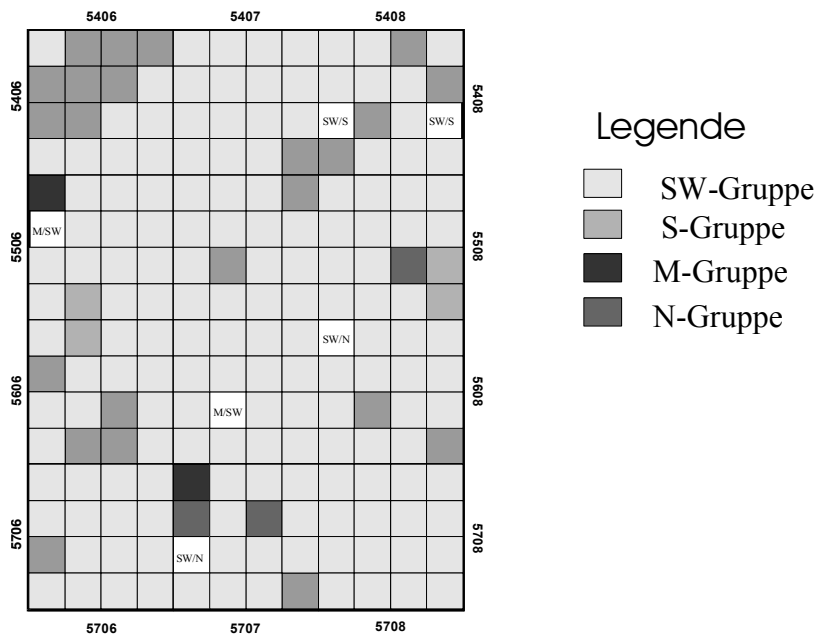 5406 5407 5408
5406
5408
SW/S SW/S
Legende
SW-Gruppe
S-Gruppe
M-Gruppe
N-Gruppe
M/SW
5506
5508
SW/N
5606
5608
M/SW
5706
5708
SW/N
5706 5707 5708